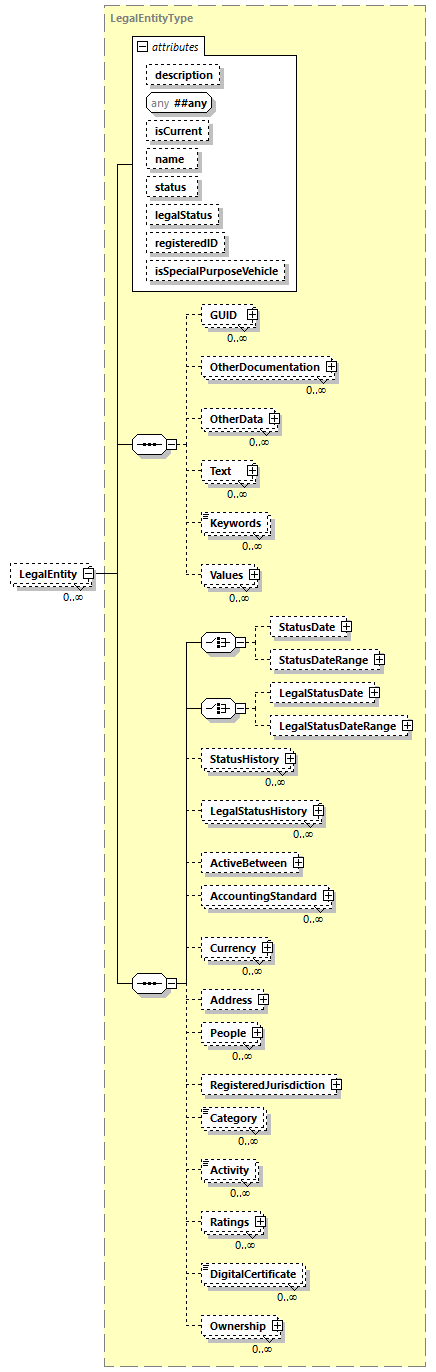 LegalEntityType
attributes
description
any ##any
isCurrent
name
status
legalStatus
registeredID
isSpecialPurposeVehicle
GUID
0..∞
OtherDocumentation
0..∞
OtherData
0..∞
Text
0..∞
Keywords
0..∞
LegalEntity
0..∞
Values
0..∞
StatusDate
StatusDateRange
LegalStatusDate
LegalStatusDateRange
StatusHistory
0..∞
LegalStatusHistory
0..∞
ActiveBetween
AccountingStandard
0..∞
Currency
0..∞
Address
People
0..∞
RegisteredJurisdiction
Category
0..∞
Activity
0..∞
Ratings
0..∞
DigitalCertificate
0..∞
Ownership
0..∞